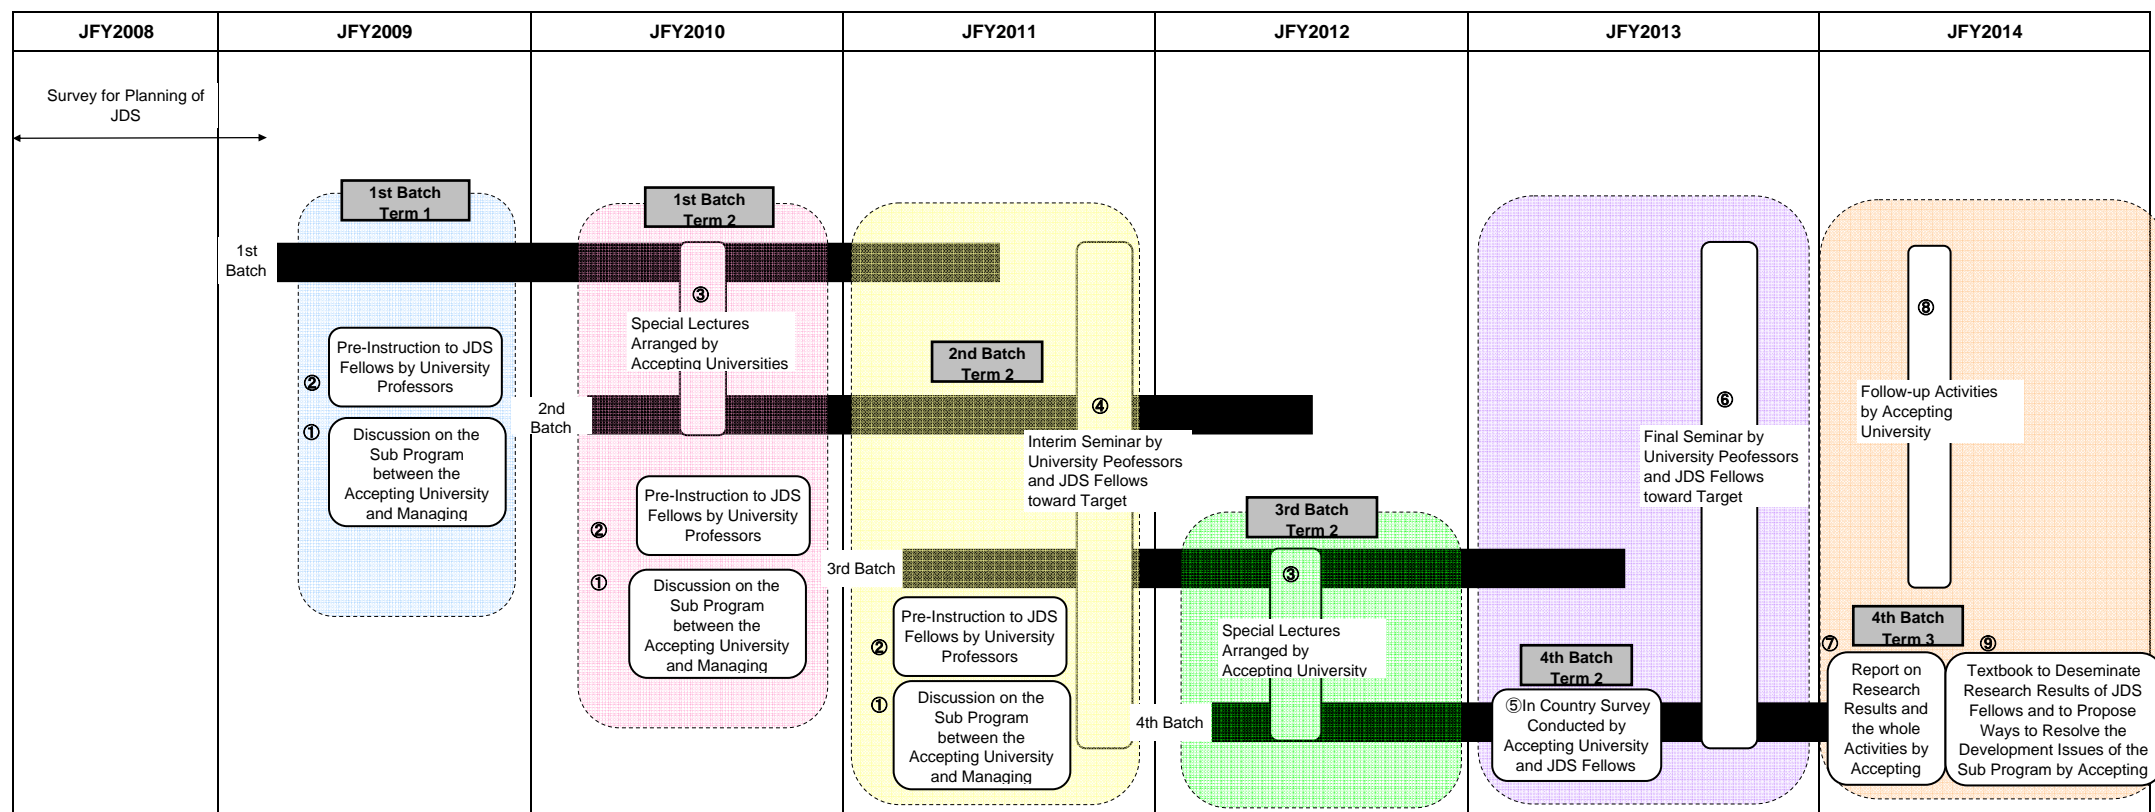 JFY2008
JFY2009
JFY2010
JFY2011
JFY2012
JFY2013
JFY2014
Survey for Planning of
JDS
1st Batch
Term 1
1st
Batch
②
Pre-Instruction to JDS
Fellows by University
Professors
①
Discussion on the
Sub Program
between the
Accepting University
and Managing
1st Batch
Term 2
③
Special Lectures
Arranged by
Accepting Universities
2nd
Batch
②
Pre-Instruction to JDS
Fellows by University
Professors
①
Discussion on the
Sub Program
between the
Accepting University
and Managing
2nd Batch
Term 2
④
Interim Seminar by
University Peofessors
and JDS Fellows
toward Target
3rd Batch
②
Pre-Instruction to JDS
Fellows by University
Professors
①
Discussion on the
Sub Program
between the
Accepting University
and Managing
3rd Batch
Term 2
③
Special Lectures
Arranged by
Accepting University
4th Batch
⑥
Final Seminar by
University Peofessors
and JDS Fellows
toward Target
4th Batch
Term 2
⑤In Country Survey
Conducted by
Accepting University
and JDS Fellows
⑧
Follow-up Activities
by Accepting
University
4th Batch
Term 3
⑦
Report on
Research
Results and
the whole
Activities by
Accepting
⑨
Textbook to Deseminate
Research Results of JDS
Fellows and to Propose
Ways to Resolve the
Development Issues of the
Sub Program by Accepting